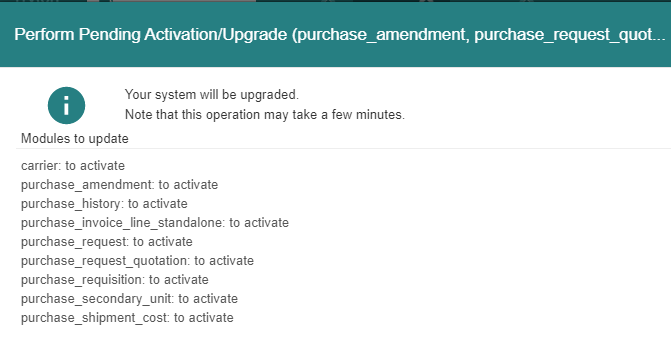 Perform Pending Activation/Upgrade (purchase_amendment, purchase_request_quot...
Your system will be upgraded.
Note that this operation may take a few minutes.
Modules to update
carrier: to activate
purchase_amendment: to activate
purchase_history: to activate
purchase_invoice_line_standalone: to activate
purchase_request: to activate
purchase_request_quotation: to activate
purchase_requisition: to activate
purchase_secondary_unit: to activate
purchase_shipment_cost: to activate